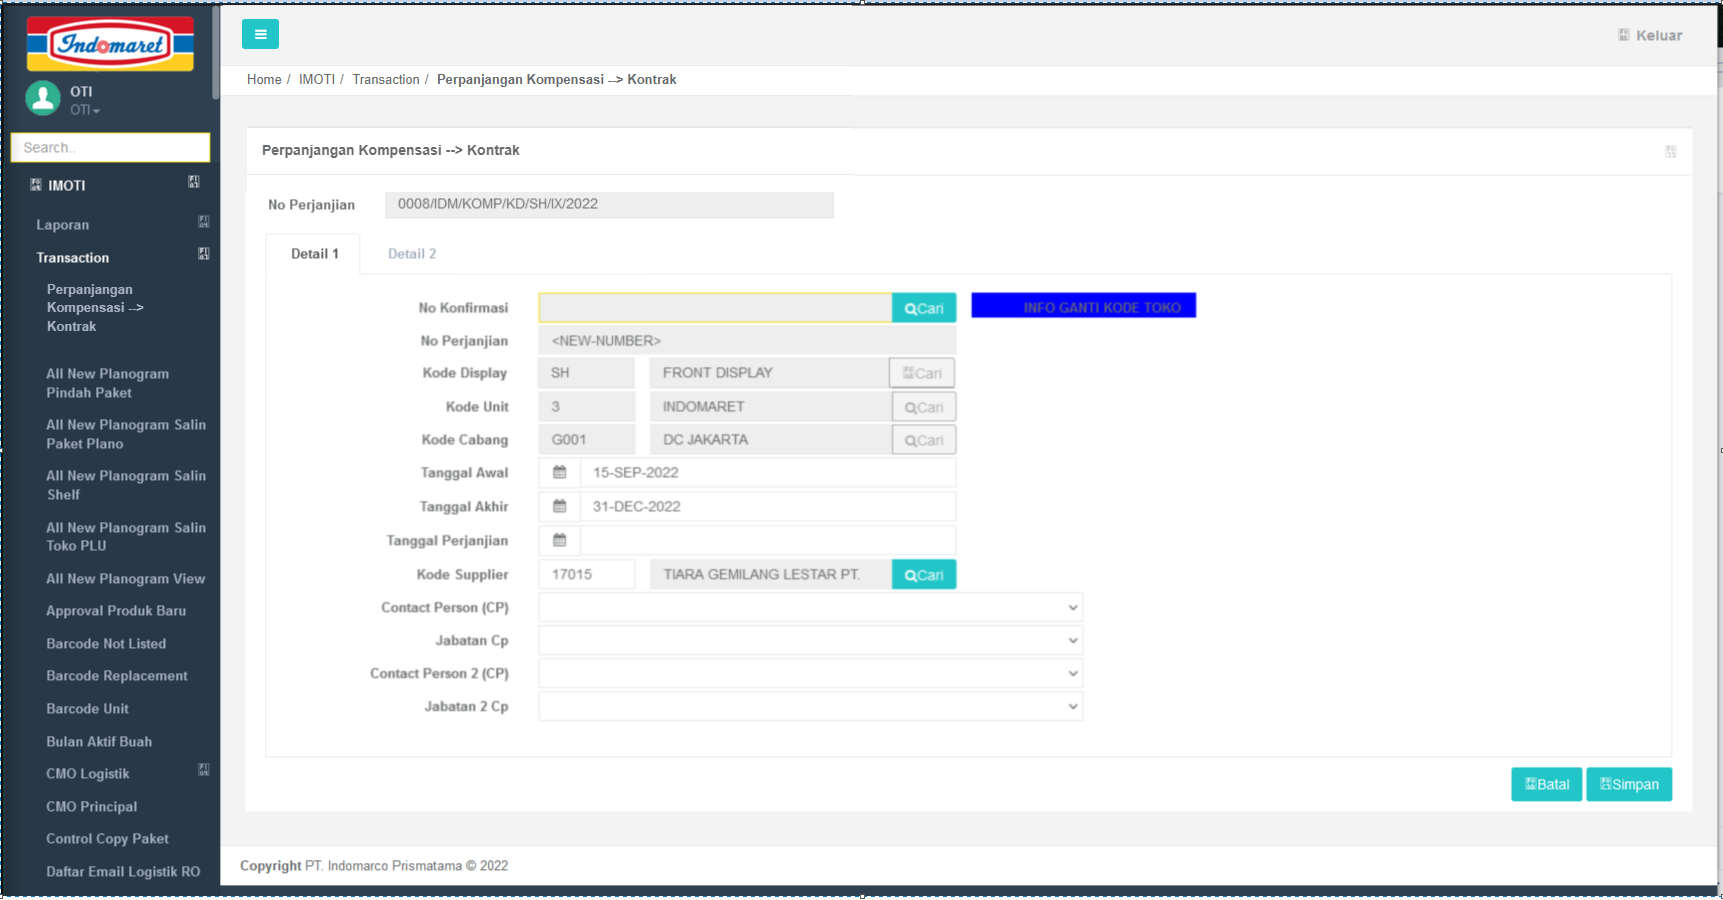 Indomaret
OTI
OTI
Search..
IMOTI
Laporan
Transaction
Perpanjangan
Kompensasi -->
Kontrak
All New Planogram
Pindah Paket
All New Planogram Salin
Paket Plano
All New Planogram Salin
Shelf
All New Planogram Salin
Toko PLU
All New Planogram View
Approval Produk Baru
Barcode Not Listed
Barcode Replacement
Barcode Unit
Bulan Aktif Buah
CMO Logistik
CMO Principal
Control Copy Paket
Daftar Email Logistik RO
Keluar
Home / IMOTI / Transaction / Perpanjangan Kompensasi --> Kontrak
Perpanjangan Kompensasi --> Kontrak
No Perjanjian 0008/IDM/KOMP/KD/SH/IX/2022
Detail 1 Detail 2
No Konfirmasi Cari INFO GANTI KODE TOKO
No Perjanjian <NEW-NUMBER>
Kode Display SH FRONT DISPLAY Cari
Kode Unit 3 INDOMARET Cari
Kode Cabang G001 DC JAKARTA Cari
Tanggal Awal 15-SEP-2022
Tanggal Akhir 31-DEC-2022
Tanggal Perjanjian
Kode Supplier 17015 TIARA GEMILANG LESTAR PT. Cari
Contact Person (CP)
Jabatan Cp
Contact Person 2 (CP)
Jabatan 2 Cp
Batal Simpan
Copyright PT. Indomarco Prismatama © 2022